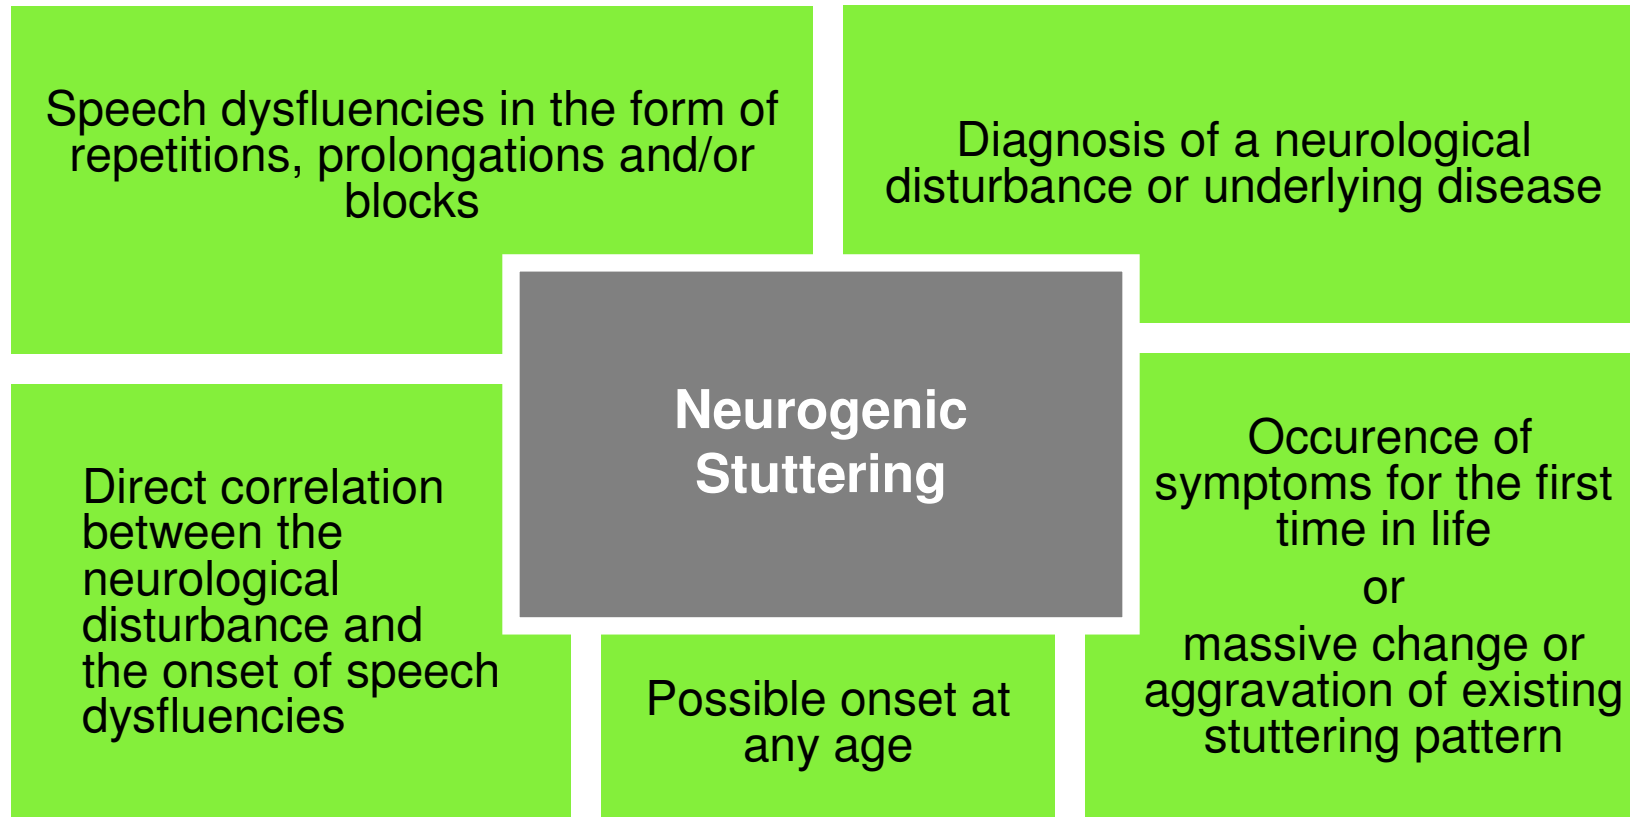 Speech dysfluencies in the form of
repetitions, prolongations and/or
blocks
Diagnosis of a neurological
disturbance or underlying disease
Neurogenic
Stuttering
Direct correlation
between the
neurological
disturbance and
the onset of speech
dysfluencies
Possible onset at
any age
Occurence of
symptoms for the first
time in life
or
massive change or
aggravation of existing
stuttering pattern